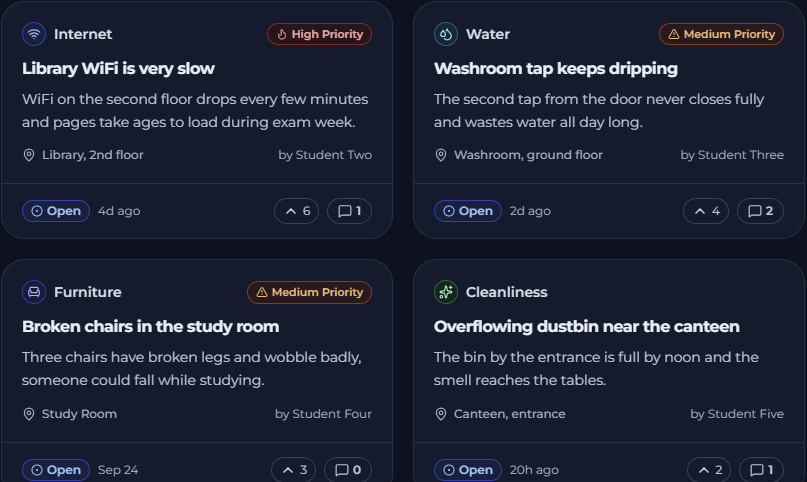 Internet
High Priority
Library WiFi is very slow
WiFi on the second floor drops every few minutes
and pages take ages to load during exam week.
Library, 2nd floor
by Student Two
Open
4d ago
6
1
Water
Medium Priority
Washroom tap keeps dripping
The second tap from the door never closes fully
and wastes water all day long.
Washroom, ground floor
by Student Three
Open
2d ago
4
2
Furniture
Medium Priority
Broken chairs in the study room
Three chairs have broken legs and wobble badly,
someone could fall while studying.
Study Room
by Student Four
Open
Sep 24
3
0
Cleanliness
Overflowing dustbin near the canteen
The bin by the entrance is full by noon and the
smell reaches the tables.
Canteen, entrance
by Student Five
Open
20h ago
2
1